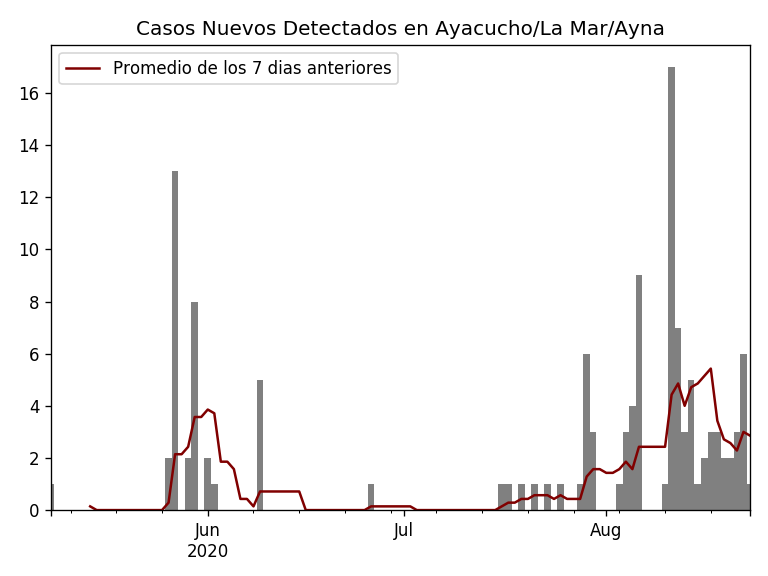 Casos Nuevos Detectados en Ayacucho/La Mar/Ayna
Promedio de los 7 dias anteriores
16
14
12
10
8
6
4
2
0
Jun
2020
Jul
Aug